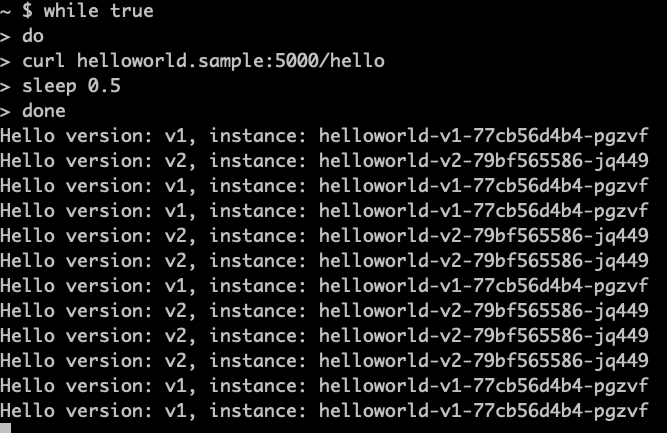 ~ $ while true
> do
> curl helloworld.sample:5000/hello
> sleep 0.5
> done
Hello version: v1, instance: helloworld-v1-77cb56d4b4-pgzvf
Hello version: v2, instance: helloworld-v2-79bf565586-jq449
Hello version: v1, instance: helloworld-v1-77cb56d4b4-pgzvf
Hello version: v1, instance: helloworld-v1-77cb56d4b4-pgzvf
Hello version: v2, instance: helloworld-v2-79bf565586-jq449
Hello version: v2, instance: helloworld-v2-79bf565586-jq449
Hello version: v1, instance: helloworld-v1-77cb56d4b4-pgzvf
Hello version: v2, instance: helloworld-v2-79bf565586-jq449
Hello version: v2, instance: helloworld-v2-79bf565586-jq449
Hello version: v2, instance: helloworld-v2-79bf565586-jq449
Hello version: v1, instance: helloworld-v1-77cb56d4b4-pgzvf
Hello version: v1, instance: helloworld-v1-77cb56d4b4-pgzvf